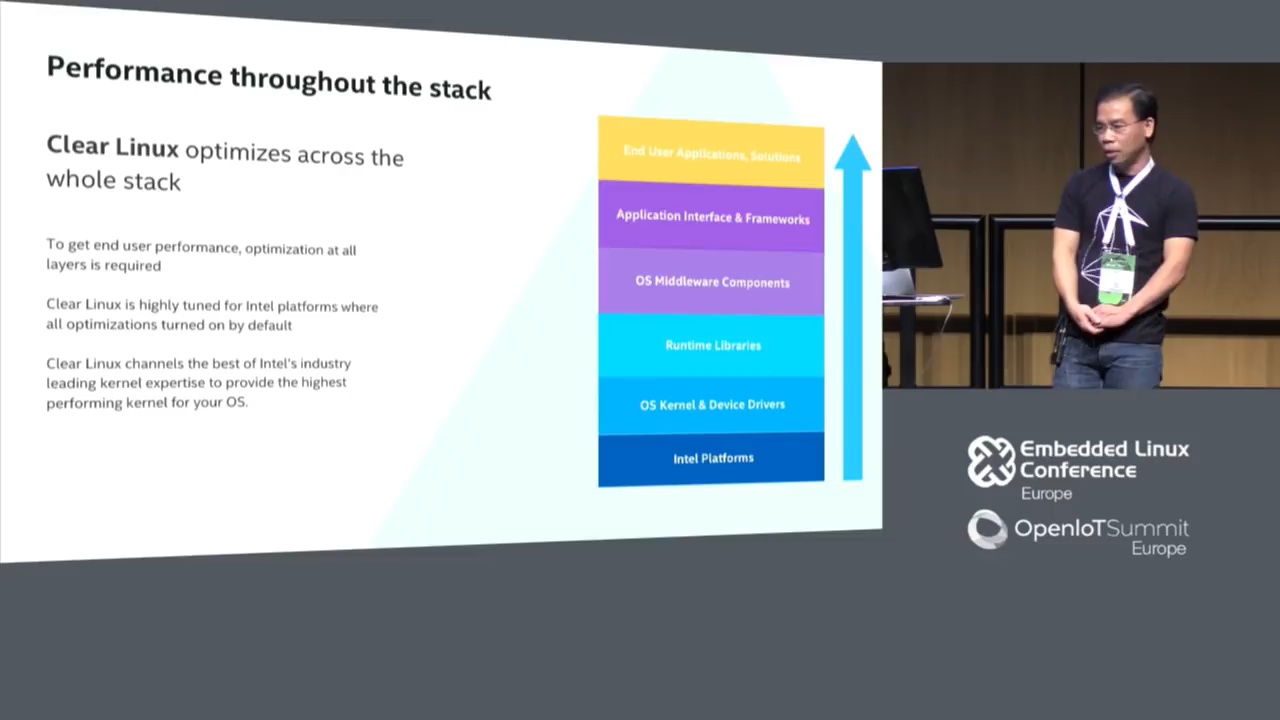 Performance throughout the stack
Clear Linux optimizes across the
whole stack
To get end user performance, optimization at all
layers is required
Clear Linux is highly tuned for Intel platforms where
all optimizations turned on by default
Clear Linux channels the best of Intel's industry
leading kernel expertise to provide the highest
performing kernel for your OS.
End User Applications, Solutions
Application Interface & Frameworks
OS Middleware Components
Runtime Libraries
OS Kernel & Device Drivers
Intel Platforms
Embedded Linux
Conference
Europe
OpenIoTSummit
Europe